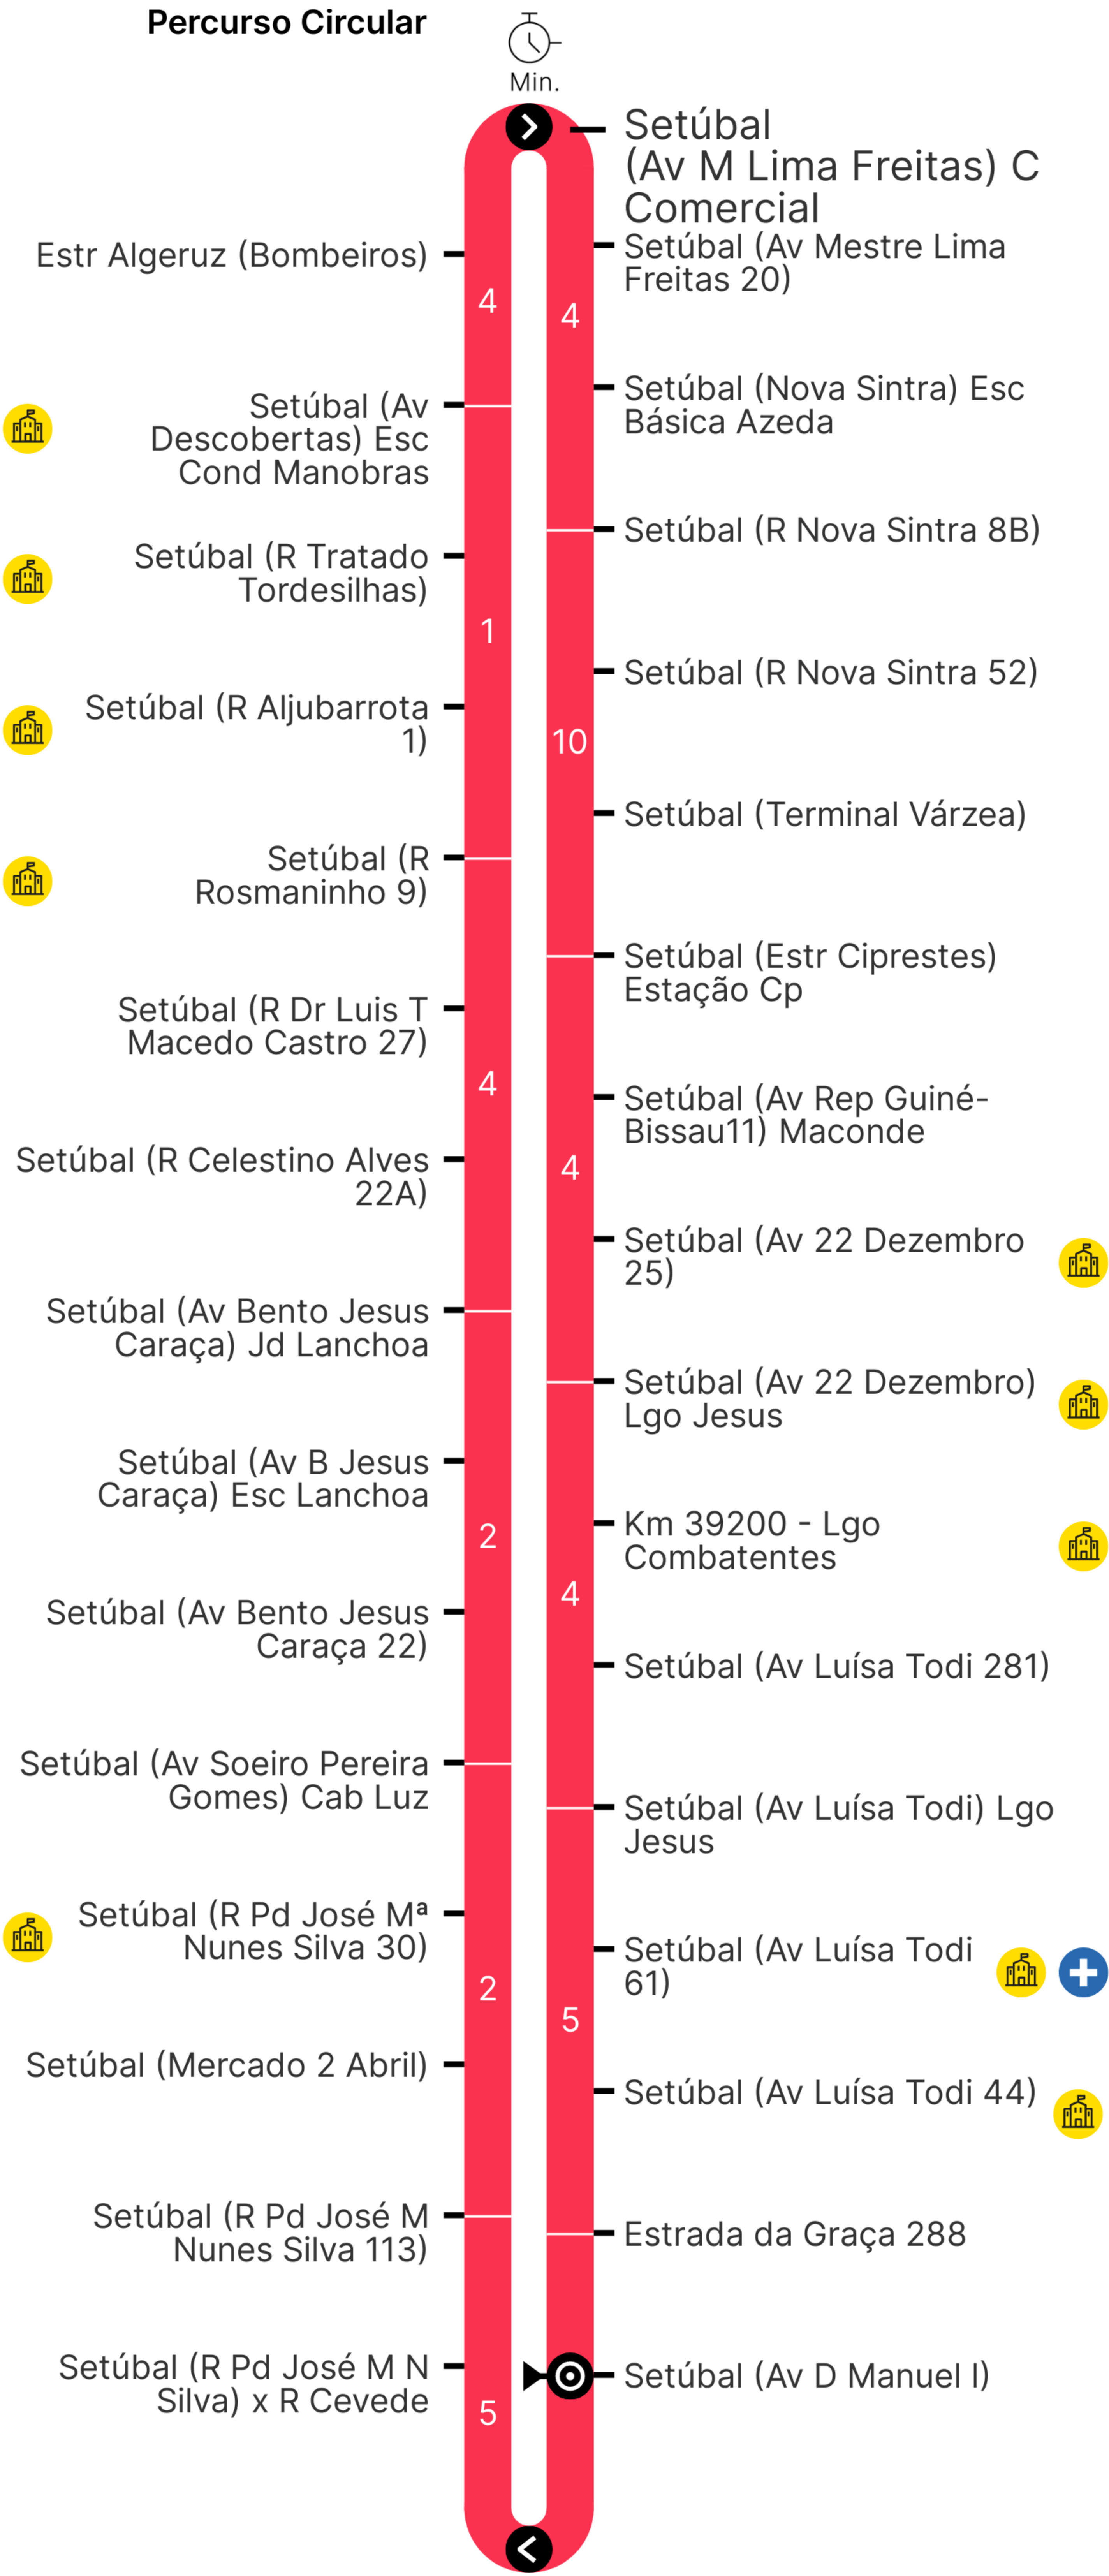 Percurso Circular
Min.
Setúbal
(Av M Lima Freitas) C
Comercial
Setúbal (Av Mestre Lima
Freitas 20)
4
Setúbal (Nova Sintra) Esc
Básica Azeda
Setúbal (R Nova Sintra 8B)
Setúbal (R Nova Sintra 52)
10
Setúbal (Terminal Várzea)
Setúbal (Estr Ciprestes)
Estação Cp
Setúbal (Av Rep Guiné-
Bissau11) Maconde
4
Setúbal (Av 22 Dezembro
25)
Setúbal (Av 22 Dezembro)
Lgo Jesus
Km 39200 - Lgo
Combatentes
4
Setúbal (Av Luísa Todi 281)
Setúbal (Av Luísa Todi) Lgo
Jesus
Setúbal (Av Luísa Todi
61)
5
Setúbal (Av Luísa Todi 44)
Estrada da Graça 288
Setúbal (Av D Manuel I)
Estr Algeruz (Bombeiros)
4
Setúbal (Av
Descobertas) Esc
Cond Manobras
Setúbal (R Tratado
Tordesilhas)
1
Setúbal (R Aljubarrota
1)
Setúbal (R
Rosmaninho 9)
Setúbal (R Dr Luis T
Macedo Castro 27)
4
Setúbal (R Celestino Alves
22A)
Setúbal (Av Bento Jesus
Caraça) Jd Lanchoa
Setúbal (Av B Jesus
Caraça) Esc Lanchoa
2
Setúbal (Av Bento Jesus
Caraça 22)
Setúbal (Av Soeiro Pereira
Gomes) Cab Luz
Setúbal (R Pd José Mª
Nunes Silva 30)
2
Setúbal (Mercado 2 Abril)
Setúbal (R Pd José M
Nunes Silva 113)
Setúbal (R Pd José M N
Silva) x R Cevede
5